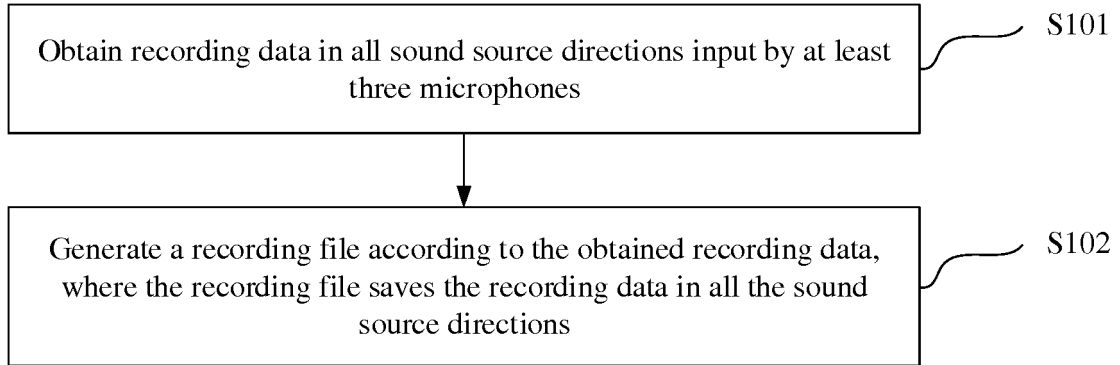 Obtain recording data in all sound source directions input by at least
three microphones
S101
Generate a recording file according to the obtained recording data,
where the recording file saves the recording data in all the sound
source directions
S102